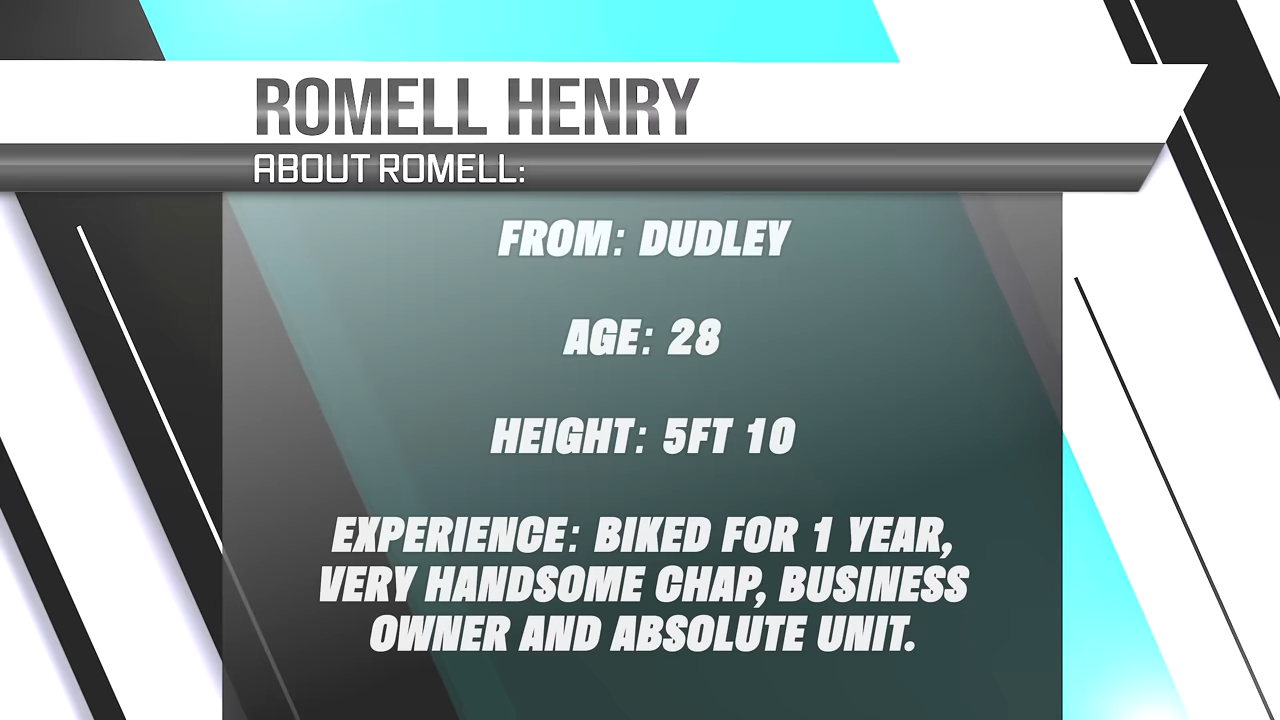 ROMELL HENRY
ABOUT ROMELL:
FROM: DUDLEY
AGE: 28
HEIGHT: 5FT 10
EXPERIENCE: BIKED FOR 1 YEAR,
VERY HANDSOME CHAP, BUSINESS
OWNER AND ABSOLUTE UNIT.